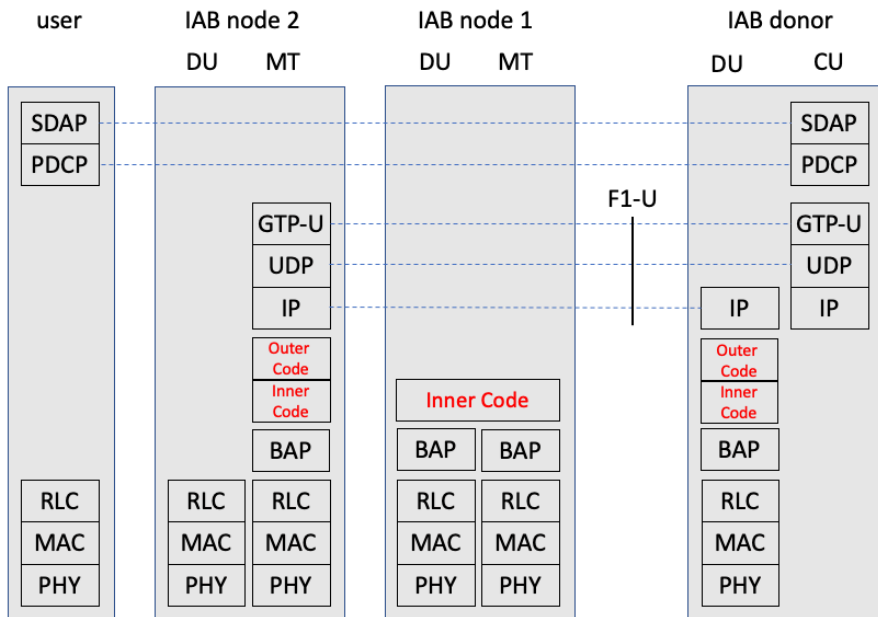 user IAB node 2 IAB node 1 IAB donor
DU MT DU MT DU CU
SDAP SDAP
PDCP PDCP
F1-U
GTP-U GTP-U
UDP UDP
IP IP IP
Outer Outer
Code Code
Inner Inner Code Inner
Code Code
BAP BAP BAP BAP
RLC RLC RLC RLC RLC RLC
MAC MAC MAC MAC MAC MAC
PHY PHY PHY PHY PHY PHY